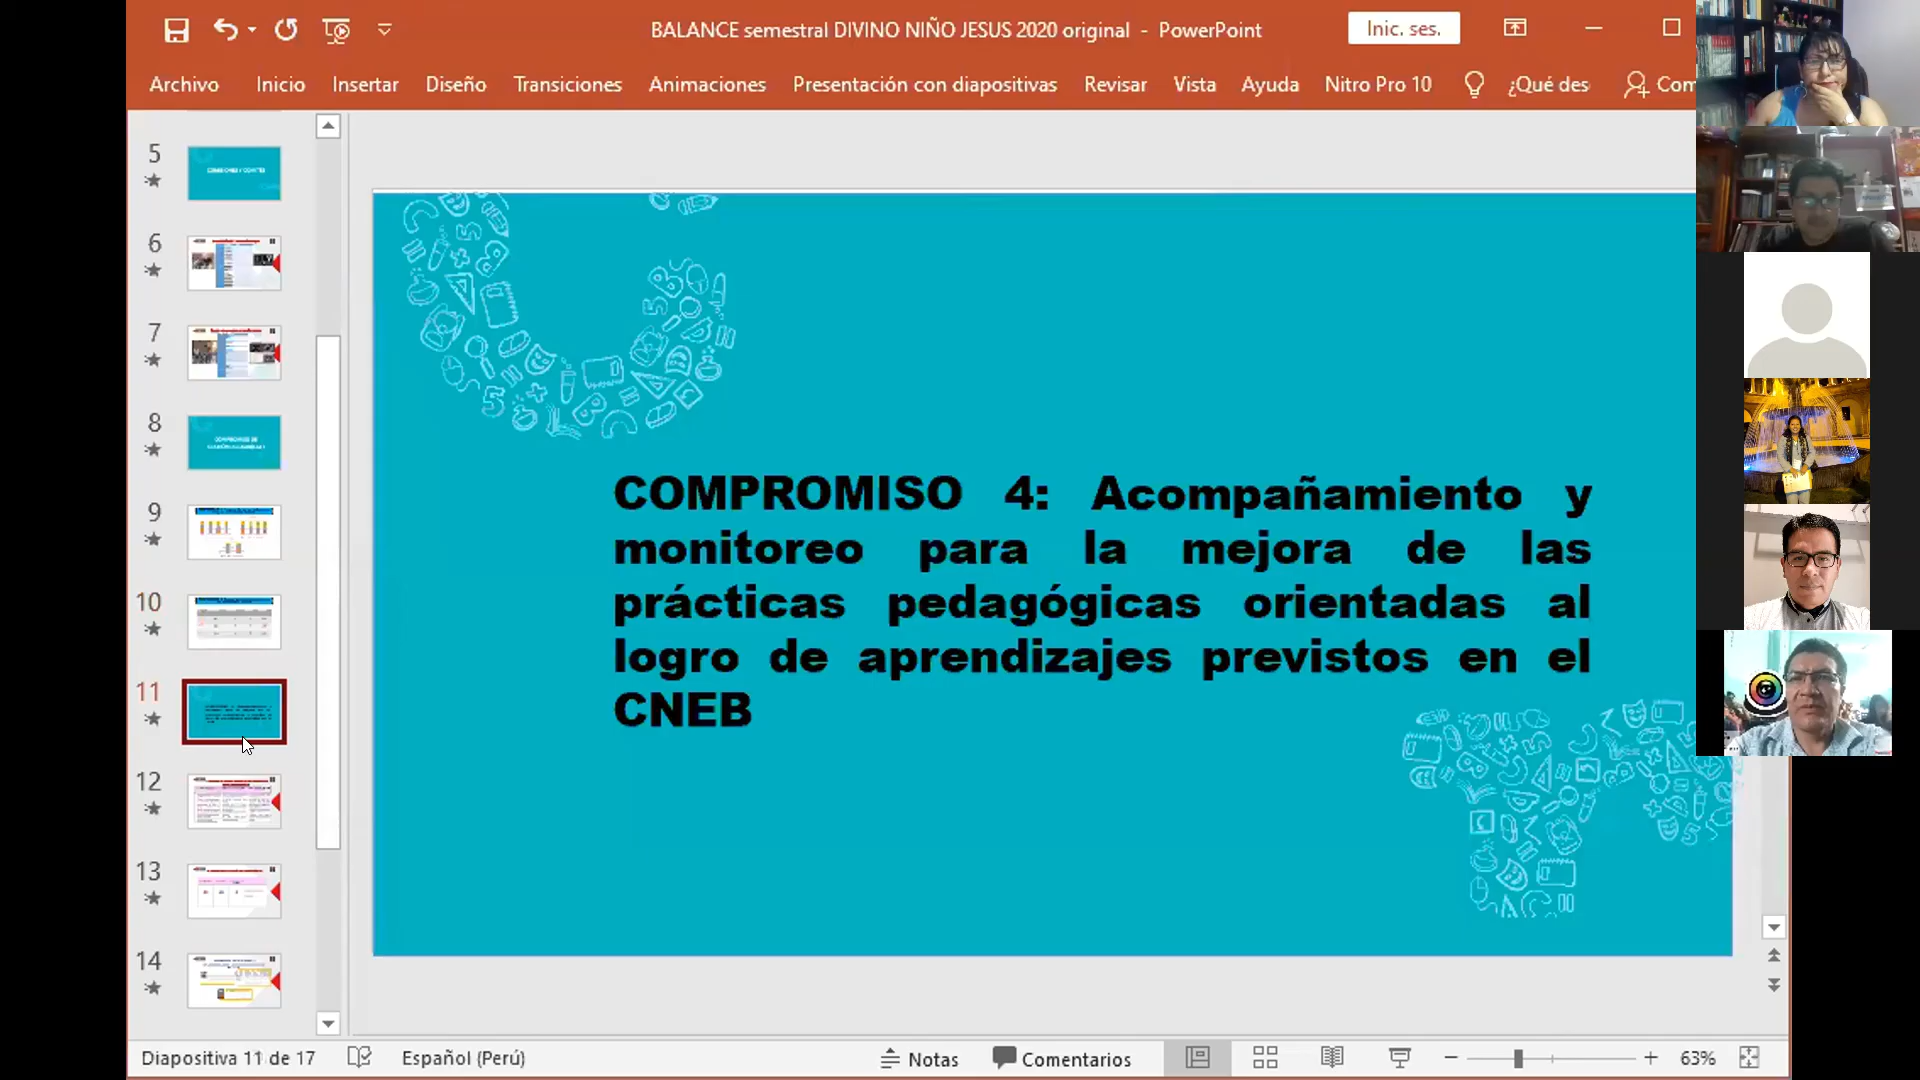 BALANCE semestral DIVINO NIÑO JESUS 2020 original - PowerPoint
Inic. ses.
Archivo Inicio Insertar Diseño Transiciones Animaciones Presentación con diapositivas Revisar Vista Ayuda Nitro Pro 10 ¿Qué des Com
5
6
7
8
9
10
11
12
13
14
COMPROMISO 4: Acompañamiento y
monitoreo para la mejora de las
prácticas pedagógicas orientadas al
logro de aprendizajes previstos en el
CNEB
Diapositiva 11 de 17 Español (Perú) Notas Comentarios 63%